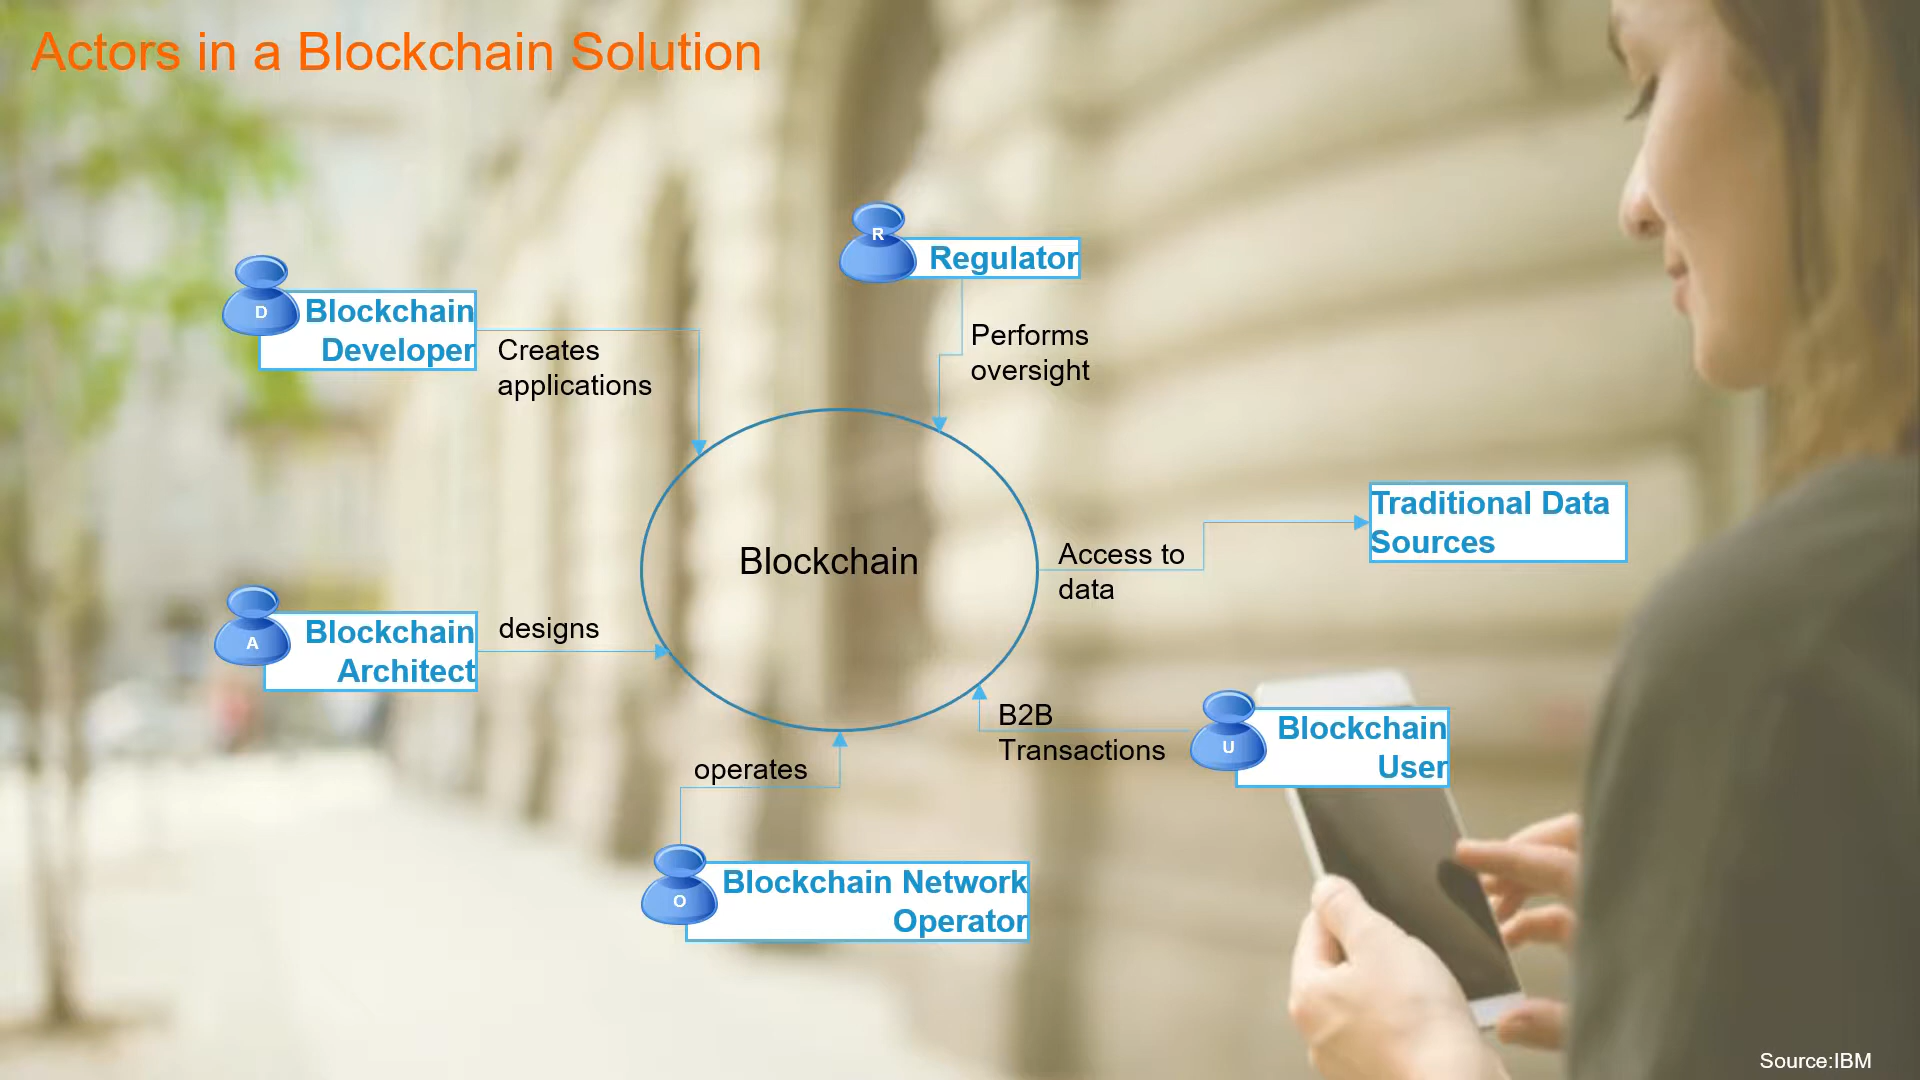 Actors in a Blockchain Solution
R
Regulator
D
Blockchain
Developer
Creates
applications
Performs
oversight
Traditional Data
Sources
Blockchain
Access to
data
A
Blockchain
Architect
designs
B2B
Transactions
U
Blockchain
User
operates
O
Blockchain Network
Operator
Source:IBM